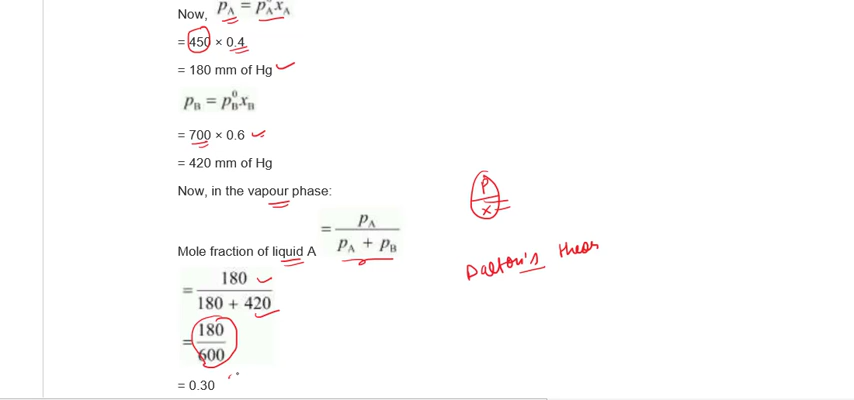 Now, pA = p⁰A xA
= 450 × 0.4
= 180 mm of Hg
pB = p⁰B xB
= 700 × 0.6
= 420 mm of Hg
Now, in the vapour phase:
Mole fraction of liquid A = pA / (pA + pB)
= 180 / (180 + 420)
= 180 / 600
= 0.30
P / x
Dalton's theor